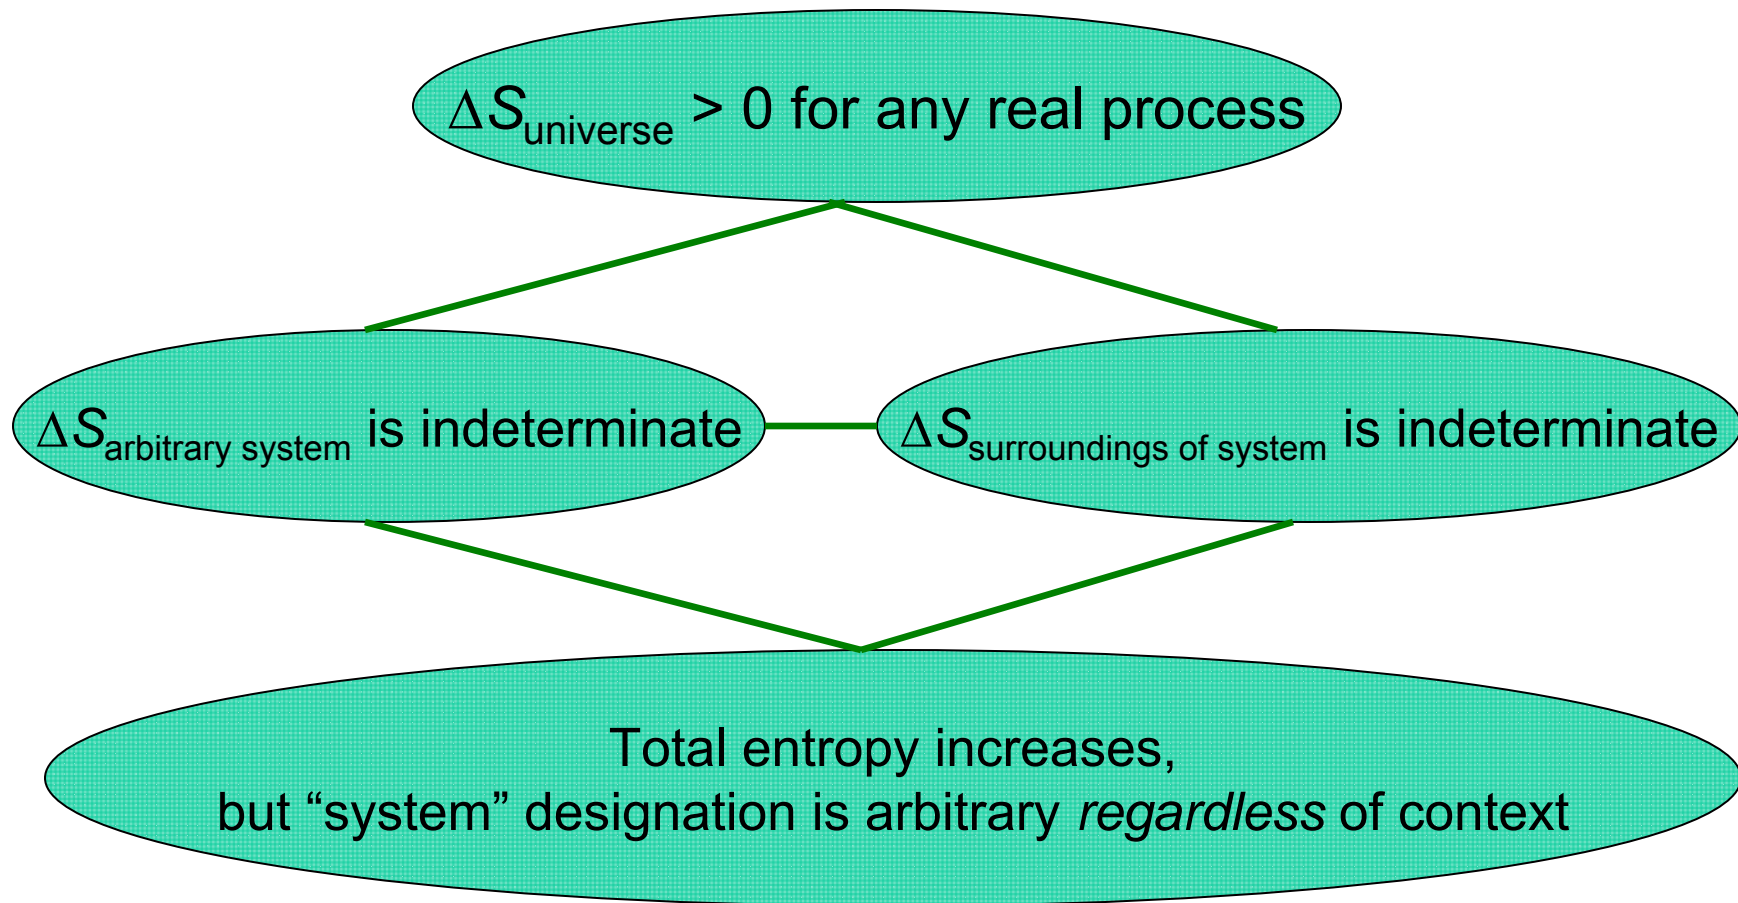 ΔSuniverse > 0 for any real process
ΔSarbitrary system is indeterminate
ΔSsurroundings of system is indeterminate
Total entropy increases,
but “system” designation is arbitrary regardless of context